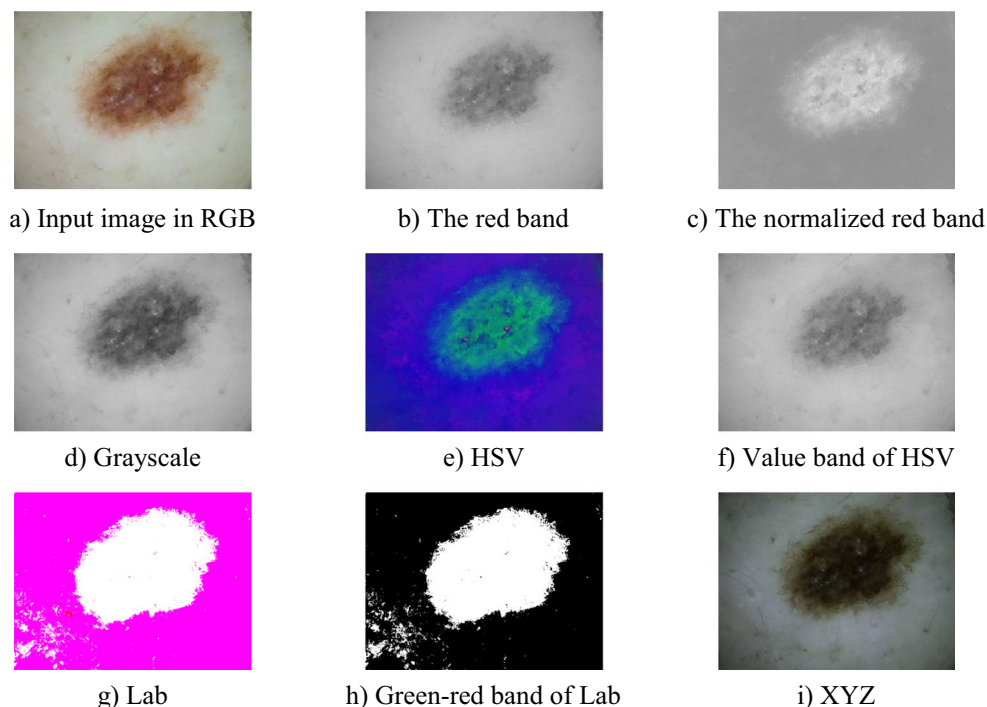 a) Input image in RGB
b) The red band
c) The normalized red band
d) Grayscale
e) HSV
f) Value band of HSV
g) Lab
h) Green-red band of Lab
i) XYZ